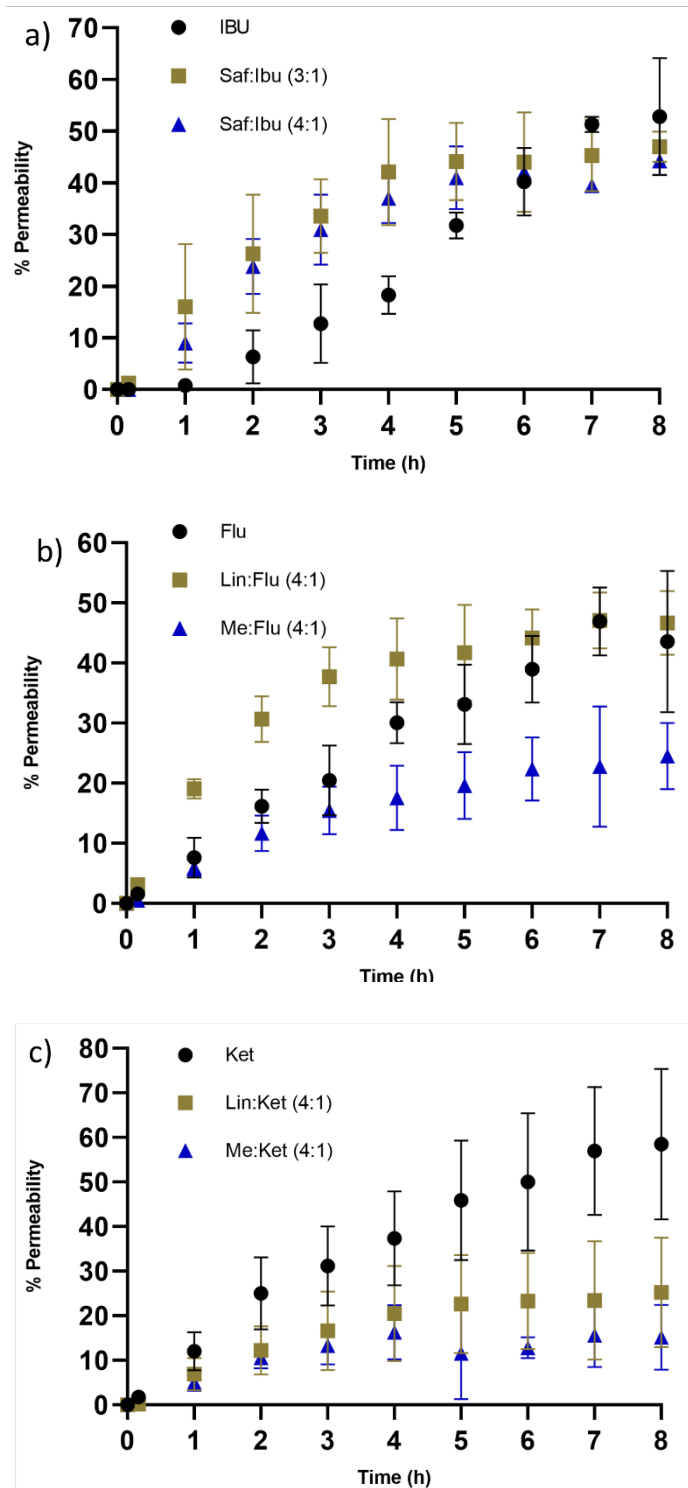 a)
IBU
Saf:Ibu (3:1)
Saf:Ibu (4:1)
% Permeability
70
60
50
40
30
20
10
0
0 1 2 3 4 5 6 7 8
Time (h)
b)
Flu
Lin:Flu (4:1)
Me:Flu (4:1)
% Permeability
60
50
40
30
20
10
0
0 1 2 3 4 5 6 7 8
Time (h)
c)
Ket
Lin:Ket (4:1)
Me:Ket (4:1)
% Permeability
80
70
60
50
40
30
20
10
0
0 1 2 3 4 5 6 7 8
Time (h)